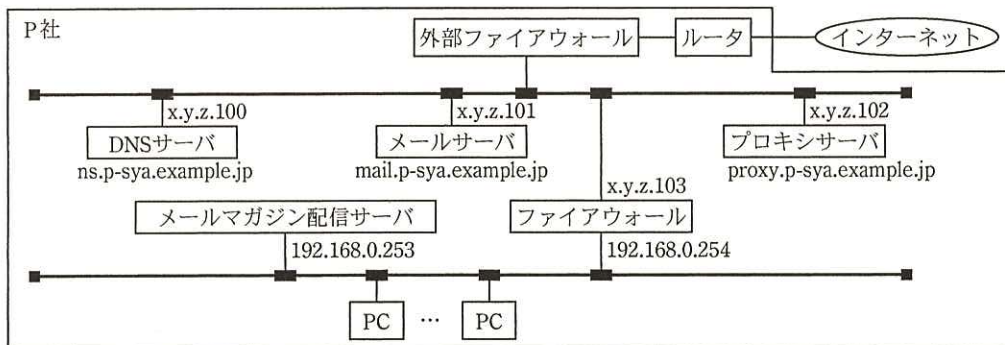 P社
外部ファイアウォール ルータ インターネット
x.y.z.100 x.y.z.101 x.y.z.102
DNSサーバ メールサーバ プロキシサーバ
ns.p-sya.example.jp mail.p-sya.example.jp proxy.p-sya.example.jp
x.y.z.103
メールマガジン配信サーバ ファイアウォール
192.168.0.253 192.168.0.254
PC … PC